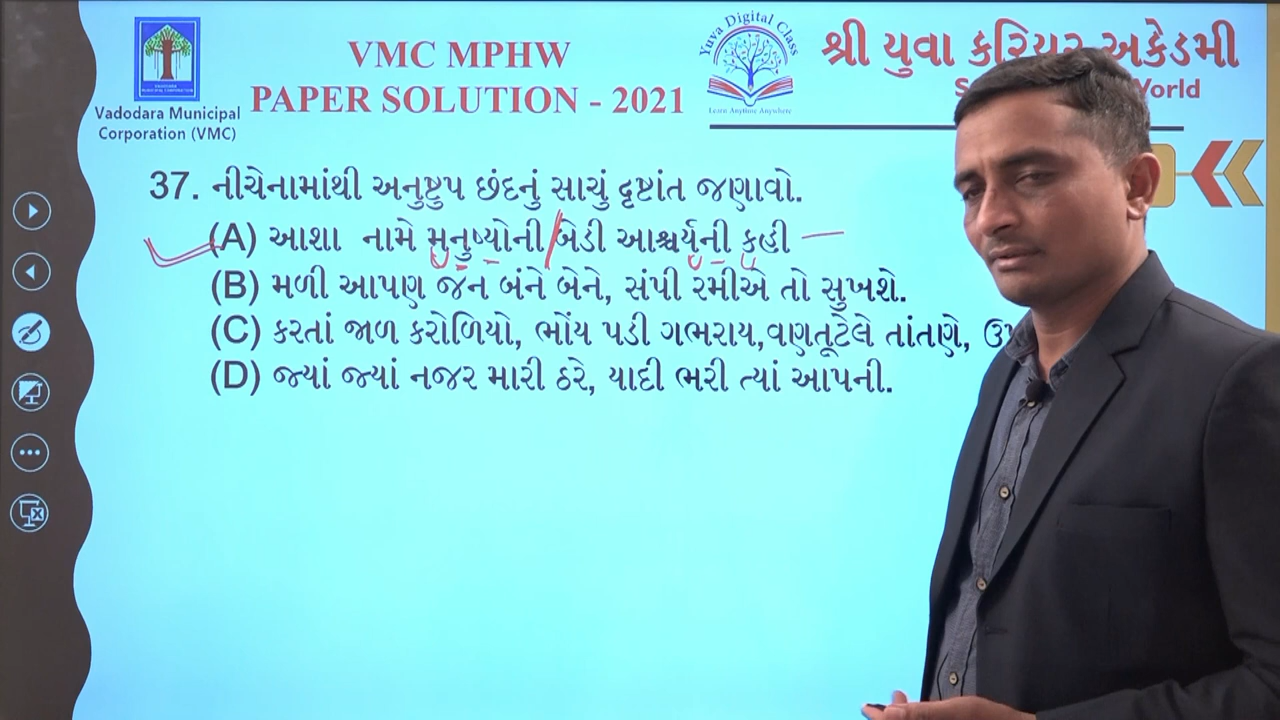 VMC MPHW
PAPER SOLUTION - 2021
Vadodara Municipal
Corporation (VMC)
Yuva Digital Class
Learn Anytime Anywhere
શ્રી યુવા કરિયર અકેડમી
World
37. નીચેનામાંથી અનુષ્ટુપ છંદનું સાચું દૃષ્ટાંત જણાવો.
(A) આશા નામે મનુષ્યોની/બેડી આશ્ચર્યની કહી
(B) મળી આપણ જન બંને બેને, સંપી રમીએ તો સુખશે.
(C) કરતાં જાળ કરોળિયો, ભોંય પડી ગભરાય,વણતૂટેલે તાંતણે,
(D) જ્યાં જ્યાં નજર મારી ઠરે, યાદી ભરી ત્યાં આપની.